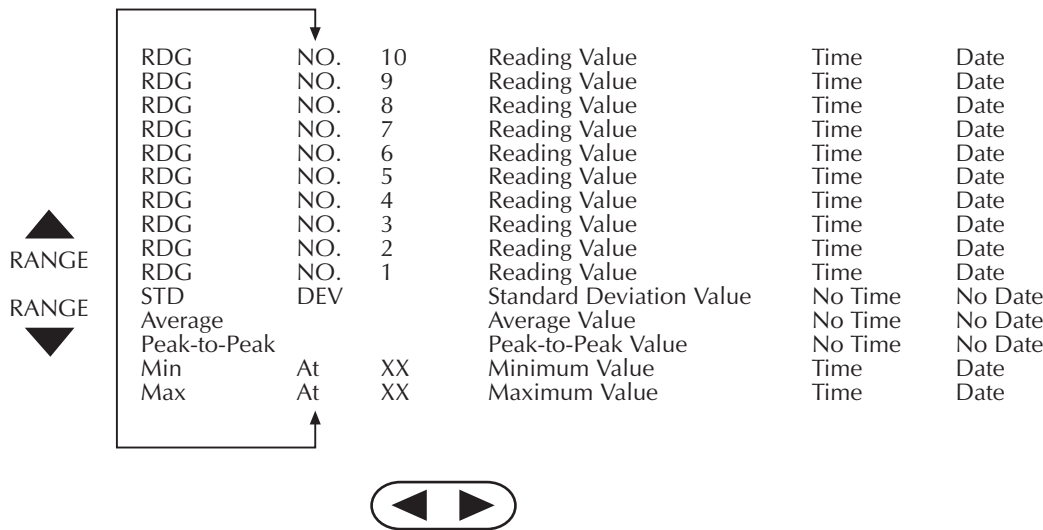 RDG NO. 10 Reading Value Time Date
RDG NO. 9 Reading Value Time Date
RDG NO. 8 Reading Value Time Date
RDG NO. 7 Reading Value Time Date
RDG NO. 6 Reading Value Time Date
RDG NO. 5 Reading Value Time Date
RDG NO. 4 Reading Value Time Date
RDG NO. 3 Reading Value Time Date
RDG NO. 2 Reading Value Time Date
RDG NO. 1 Reading Value Time Date
STD DEV Standard Deviation Value No Time No Date
Average Average Value No Time No Date
Peak-to-Peak Peak-to-Peak Value No Time No Date
Min At XX Minimum Value Time Date
Max At XX Maximum Value Time Date
RANGE
RANGE